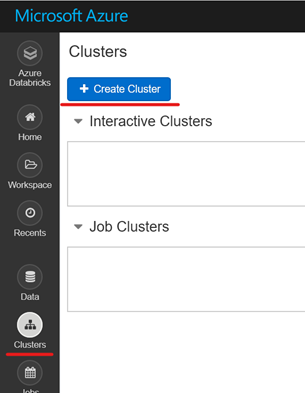 Microsoft Azure
Clusters
Azure
Databricks
+ Create Cluster
Home
Interactive Clusters
Workspace
Recents
Job Clusters
Data
Clusters
Jobs